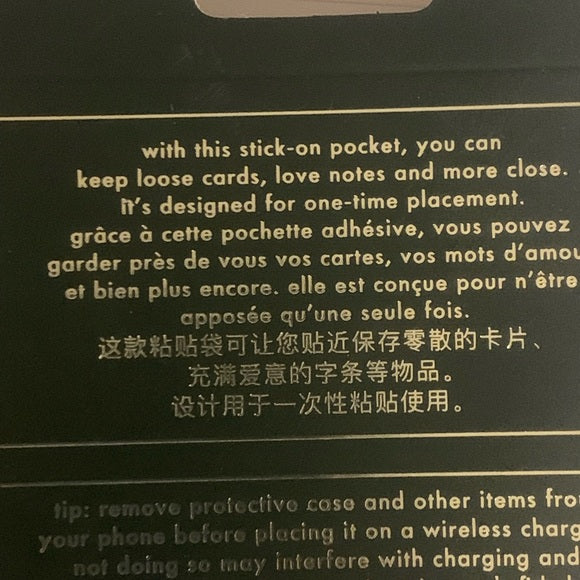 with this stick-on pocket, you can
keep loose cards, love notes and more close.
it's designed for one-time placement.
grâce à cette pochette adhésive, vous pouvez
garder près de vous vos cartes, vos mots d'amou
et bien plus encore. elle est conçue pour n'être
apposée qu'une seule fois.
这款粘贴袋可让您贴近保存零散的卡片、
充满爱意的字条等物品。
设计用于一次性粘贴使用。
tip: remove protective case and other items fro
your phone before placing it on a wireless charg
not doing so may interfere with charging and